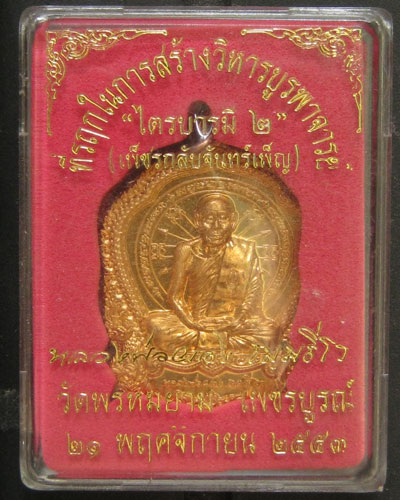 ที่ระฤกในการสร้างวิหารบูรพาจารย์
“ไตรบารมี ๒”
(เพ็ชรกลับจันทร์เพ็ญ)
วัดพรหมยาม เพชรบูรณ์
๒๑ พฤศจิกายน ๒๕๕๓